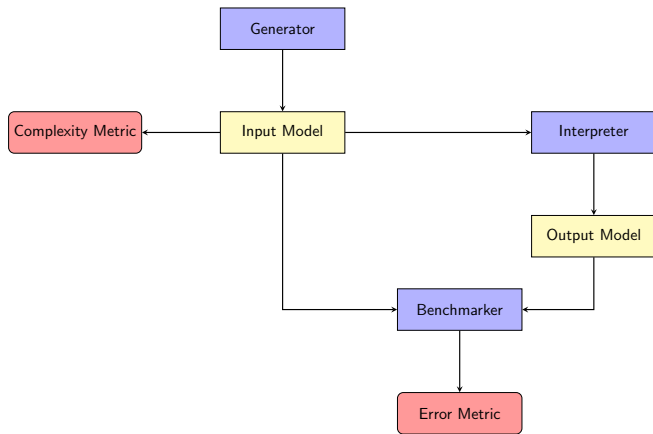 Generator
Complexity Metric
Input Model
Interpreter
Output Model
Benchmarker
Error Metric